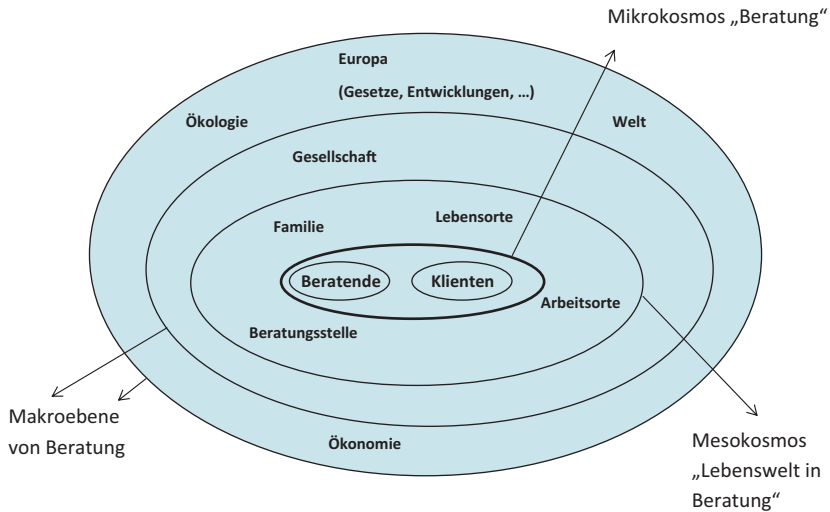 Mikrokosmos „Beratung“
Europa
(Gesetze, Entwicklungen, ...)
Ökologie
Welt
Gesellschaft
Lebensorte
Familie
Beratende
Klienten
Arbeitsorte
Beratungsstelle
Makroebene
von Beratung
Ökonomie
Mesokosmos
„Lebenswelt in
Beratung“